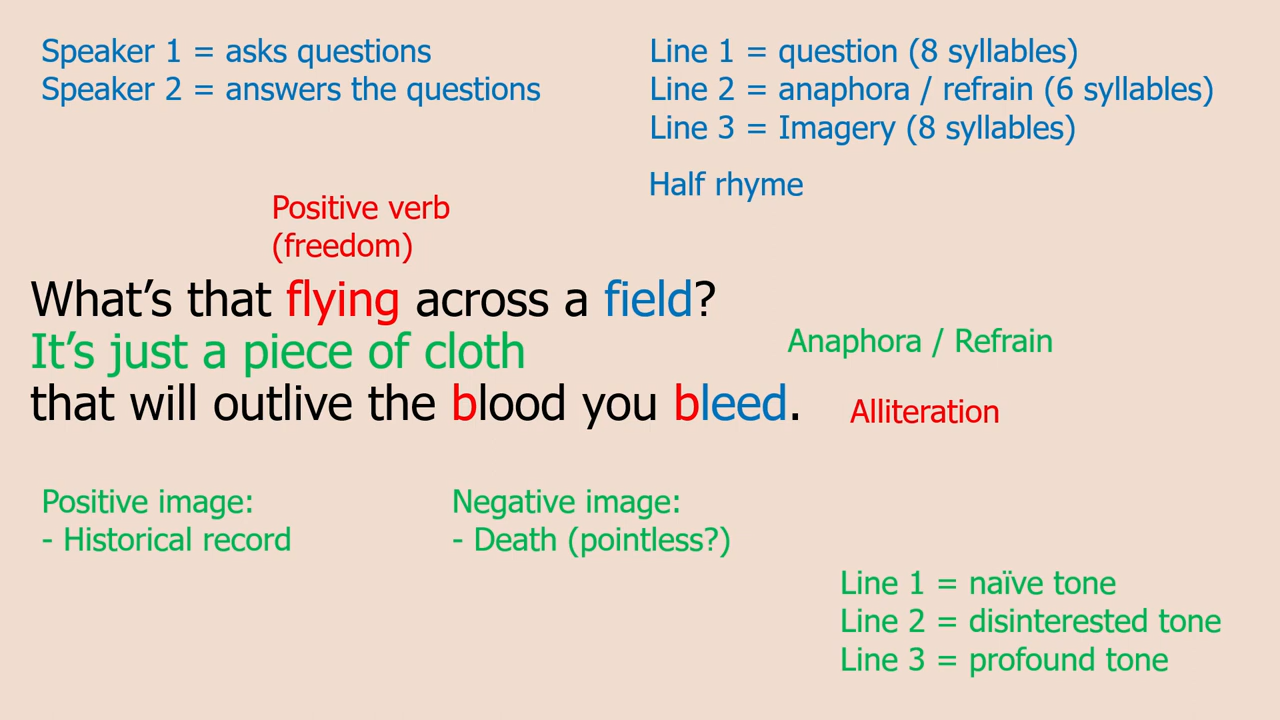 Speaker 1 = asks questions
Speaker 2 = answers the questions
Line 1 = question (8 syllables)
Line 2 = anaphora / refrain (6 syllables)
Line 3 = Imagery (8 syllables)
Half rhyme
Positive verb
(freedom)
What’s that flying across a field?
It’s just a piece of cloth
Anaphora / Refrain
that will outlive the blood you bleed.
Alliteration
Positive image:
- Historical record
Negative image:
- Death (pointless?)
Line 1 = naïve tone
Line 2 = disinterested tone
Line 3 = profound tone